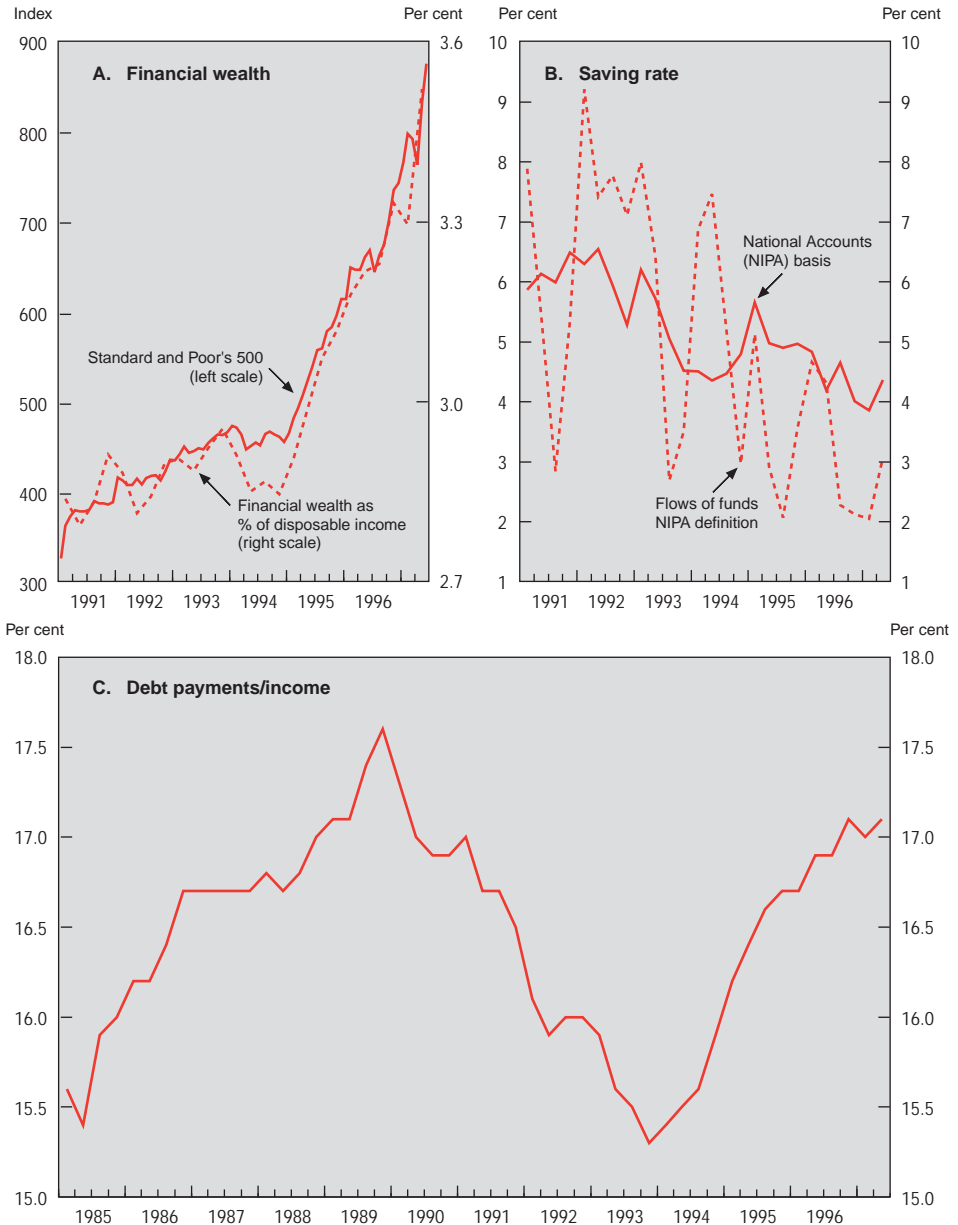 Index
Per cent
900
800
700
600
500
400
300
3.6
3.3
3.0
2.7
A. Financial wealth
Standard and Poor's 500
(left scale)
Financial wealth as
% of disposable income
(right scale)
1991 1992 1993 1994 1995 1996
Per cent
Per cent
10
9
8
7
6
5
4
3
2
1
10
9
8
7
6
5
4
3
2
1
B. Saving rate
National Accounts
(NIPA) basis
Flows of funds
NIPA definition
1991 1992 1993 1994 1995 1996
Per cent
Per cent
18.0
17.5
17.0
16.5
16.0
15.5
15.0
18.0
17.5
17.0
16.5
16.0
15.5
15.0
C. Debt payments/income
1985 1986 1987 1988 1989 1990 1991 1992 1993 1994 1995 1996